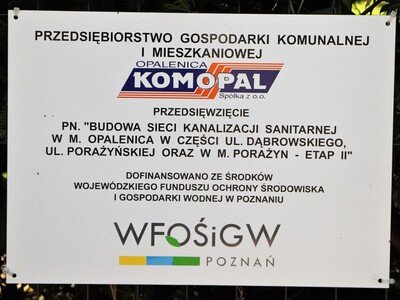 PRZEDSIĘBIORSTWO GOSPODARKI KOMUNALNEJ
I MIESZKANIOWEJ
OPALENICA
KOMOPAL
Spółka z o.o.
PRZEDSIĘWZIĘCIE
PN. "BUDOWA SIECI KANALIZACJI SANITARNEJ
W M. OPALENICA W CZĘŚCI UL. DĄBROWSKIEGO,
UL. PORAŻYŃSKIEJ ORAZ W M. PORAŻYN - ETAP II"
DOFINANSOWANO ZE ŚRODKÓW
WOJEWÓDZKIEGO FUNDUSZU OCHRONY ŚRODOWISKA
I GOSPODARKI WODNEJ W POZNANIU
WFOŚiGW
POZNAŃ